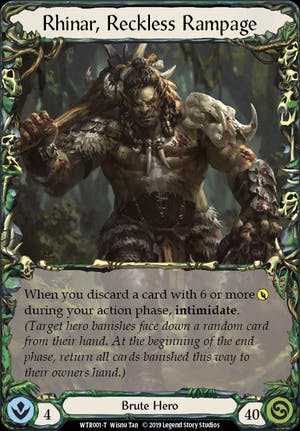 Rhinar, Reckless Rampage
When you discard a card with 6 or more
during your action phase, intimidate.
(Target hero banishes face down a random card
from their hand. At the beginning of the end
phase, return all cards banished this way to
their owners hand.)
4
Brute Hero
40
WTR001-T Wisnu Tan © 2019 Legend Story Studios